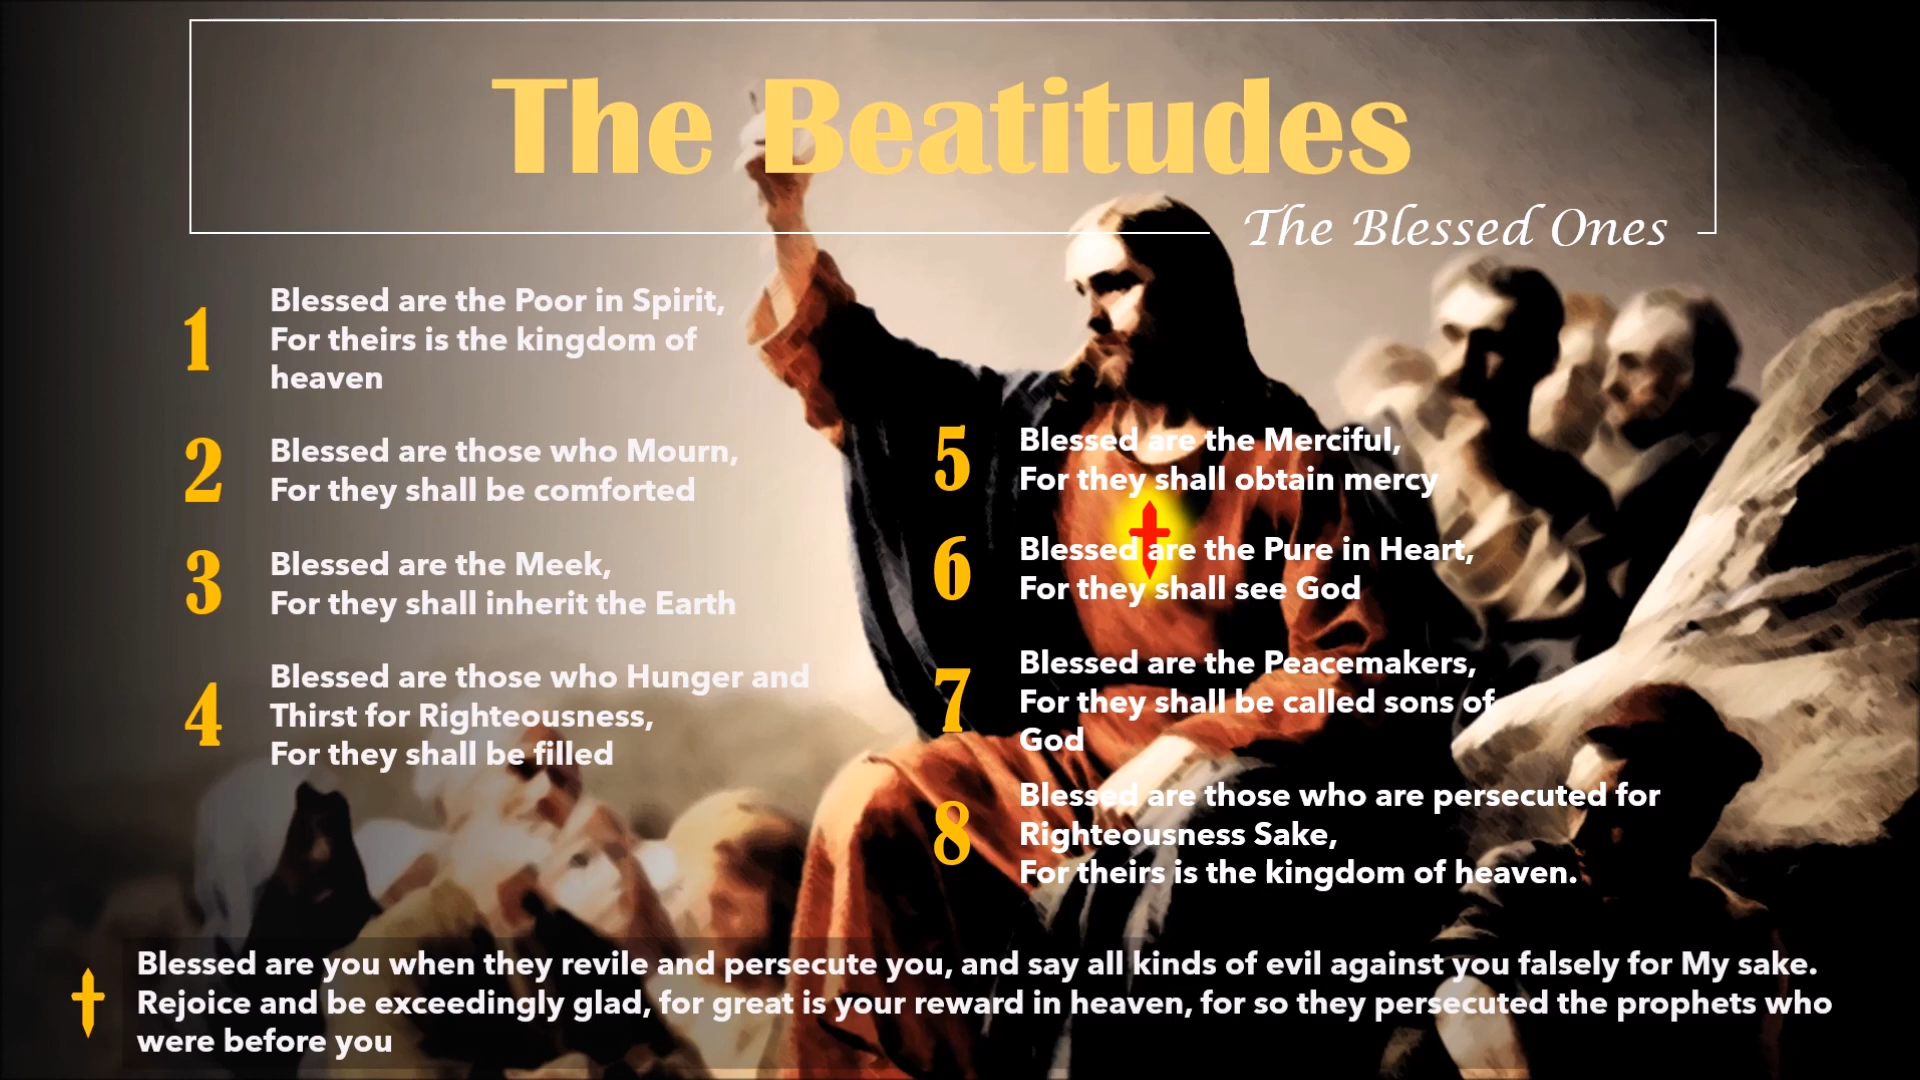 The Beatitudes
The Blessed Ones
1
Blessed are the Poor in Spirit,
For theirs is the kingdom of
heaven
2
Blessed are those who Mourn,
For they shall be comforted
3
Blessed are the Meek,
For they shall inherit the Earth
4
Blessed are those who Hunger and
Thirst for Righteousness,
For they shall be filled
5
Blessed are the Merciful,
For they shall obtain mercy
6
Blessed are the Pure in Heart,
For they shall see God
7
Blessed are the Peacemakers,
For they shall be called sons of
God
8
Blessed are those who are persecuted for
Righteousness Sake,
For theirs is the kingdom of heaven.
Blessed are you when they revile and persecute you, and say all kinds of evil against you falsely for My sake.
Rejoice and be exceedingly glad, for great is your reward in heaven, for so they persecuted the prophets who
were before you